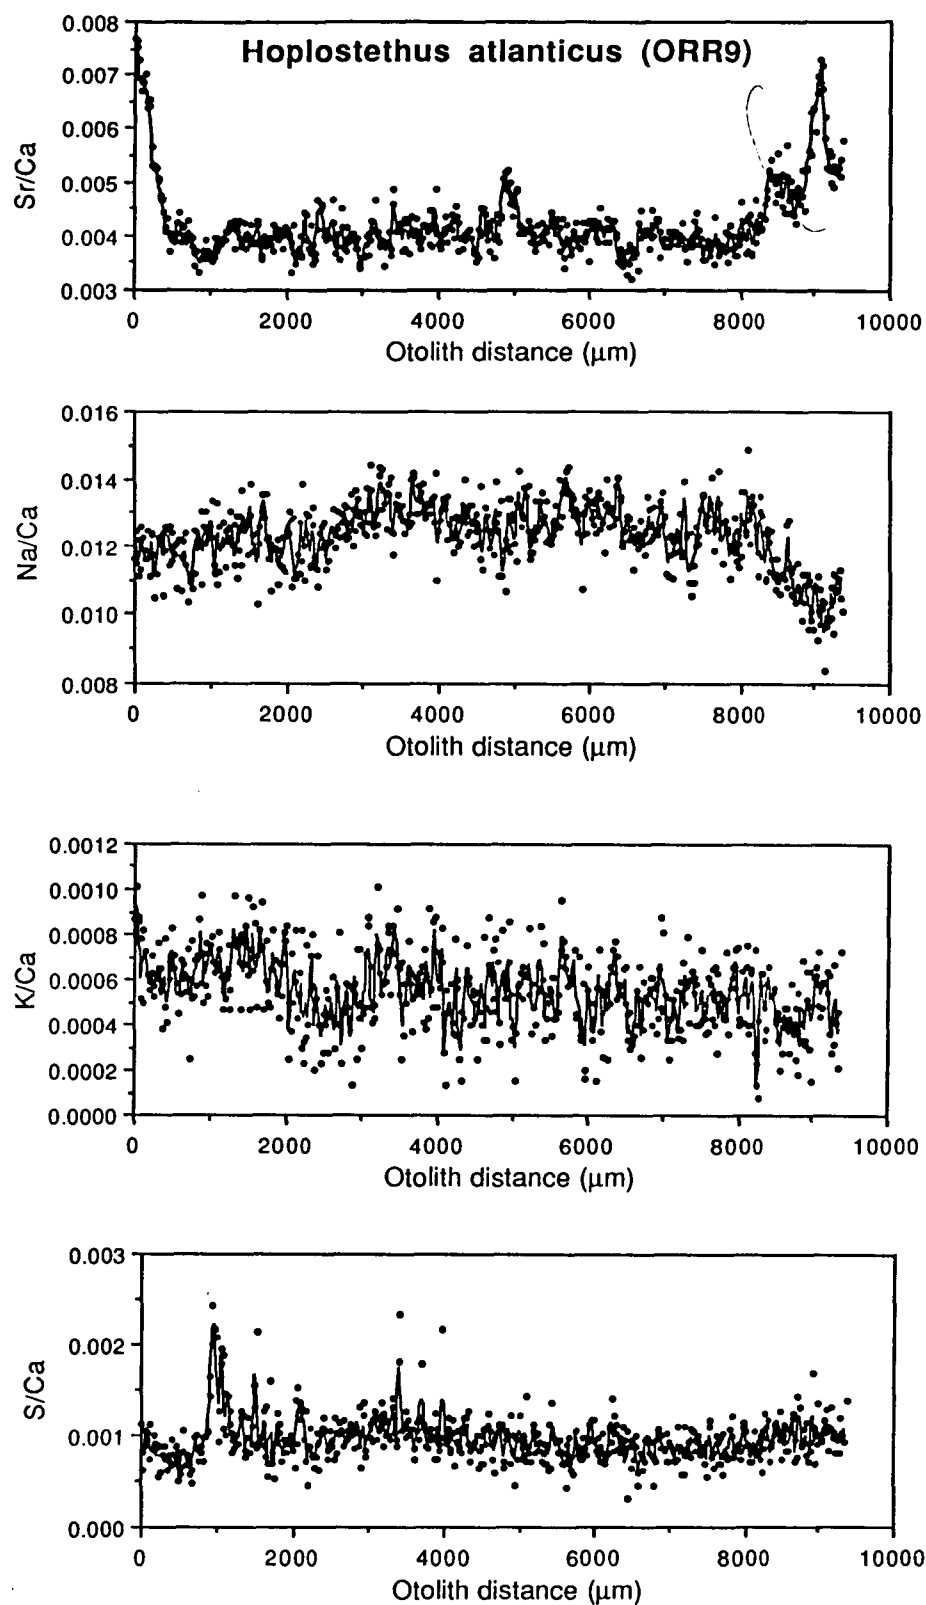 Hoplostethus atlanticus (ORR9)
Sr/Ca
0.008
0.007
0.006
0.005
0.004
0.003
0 2000 4000 6000 8000 10000
Otolith distance (μm)
Na/Ca
0.016
0.014
0.012
0.010
0.008
0 2000 4000 6000 8000 10000
Otolith distance (μm)
K/Ca
0.0012
0.0010
0.0008
0.0006
0.0004
0.0002
0.0000
0 2000 4000 6000 8000 10000
Otolith distance (μm)
S/Ca
0.003
0.002
0.001
0.000
0 2000 4000 6000 8000 10000
Otolith distance (μm)